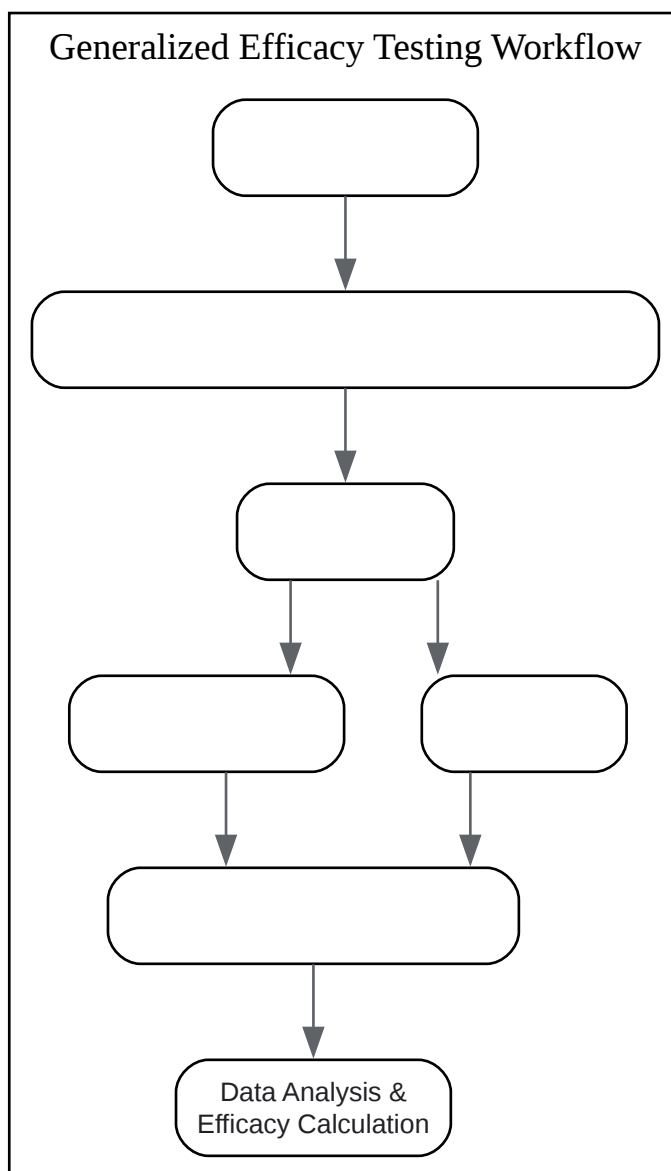 Generalized Efficacy Testing Workflow
Data Analysis &
Efficacy Calculation